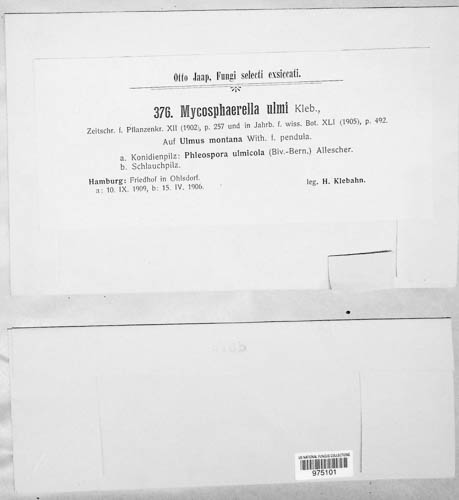 Otto Jaap, Fungi selecti exsiccati.
376. Mycosphaerella ulmi Kleb.,
Zeitschr. f. Pflanzenkr. XII (1902), p. 257 und in Jahrb. f. wiss. Bot. XLI (1905), p. 492.
Auf Ulmus montana With. f. pendula.
a. Konidienpilz: Phleospora ulmicola (Biv.-Bern.) Allescher.
b. Schlauchpilz.
Hamburg: Friedhof in Ohlsdorf.
a: 10. IX. 1909, b: 15. IV. 1906.
leg. H. Klebahn.
US NATIONAL FUNGUS COLLECTIONS
975101